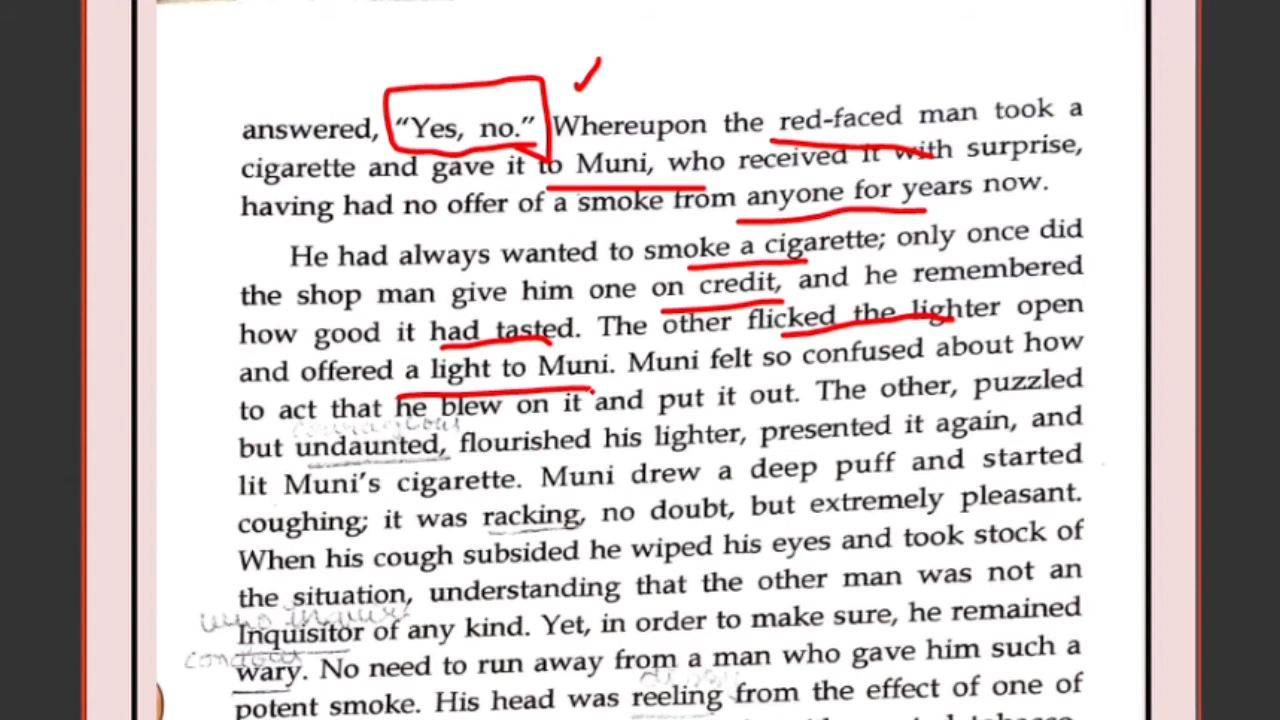 answered, “Yes, no.” Whereupon the red-faced man took a
cigarette and gave it to Muni, who received it with surprise,
having had no offer of a smoke from anyone for years now.
He had always wanted to smoke a cigarette; only once did
the shop man give him one on credit, and he remembered
how good it had tasted. The other flicked the lighter open
and offered a light to Muni. Muni felt so confused about how
to act that he blew on it and put it out. The other, puzzled
but undaunted, flourished his lighter, presented it again, and
lit Muni’s cigarette. Muni drew a deep puff and started
coughing; it was racking, no doubt, but extremely pleasant.
When his cough subsided he wiped his eyes and took stock of
the situation, understanding that the other man was not an
who
Inquisitor of any kind. Yet, in order to make sure, he remained
wary. No need to run away from a man who gave him such a
potent smoke. His head was reeling from the effect of one of